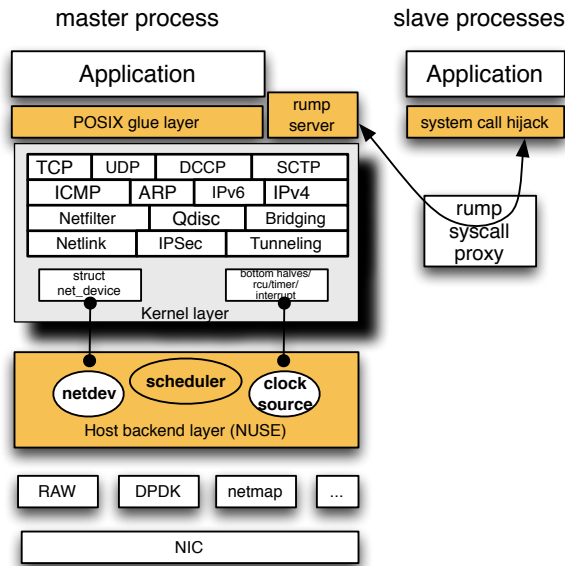 master process
slave processes
Application
Application
POSIX glue layer
rump
server
system call hijack
TCP UDP DCCP SCTP
ICMP ARP IPv6 IPv4
Netfilter Qdisc Bridging
Netlink IPSec Tunneling
rump
syscall
proxy
struct
net_device
bottom halves/
rcu/timer/
interrupt
Kernel layer
netdev
scheduler
clock
source
Host backend layer (NUSE)
RAW DPDK netmap ...
NIC